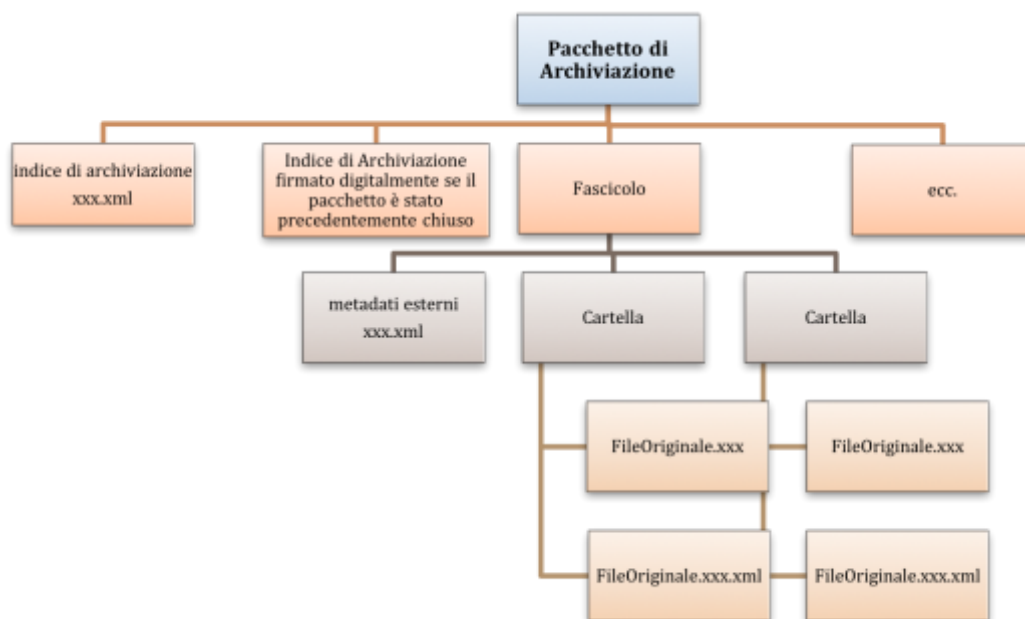 Pacchetto di
Archiviazione
indice di archiviazione
xxx.xml
Indice di Archiviazione
firmato digitalmente se il
pacchetto è stato
precedentemente chiuso
Fascicolo
ecc.
metadati esterni
xxx.xml
Cartella
Cartella
FileOriginale.xxx
FileOriginale.xxx
FileOriginale.xxx.xml
FileOriginale.xxx.xml